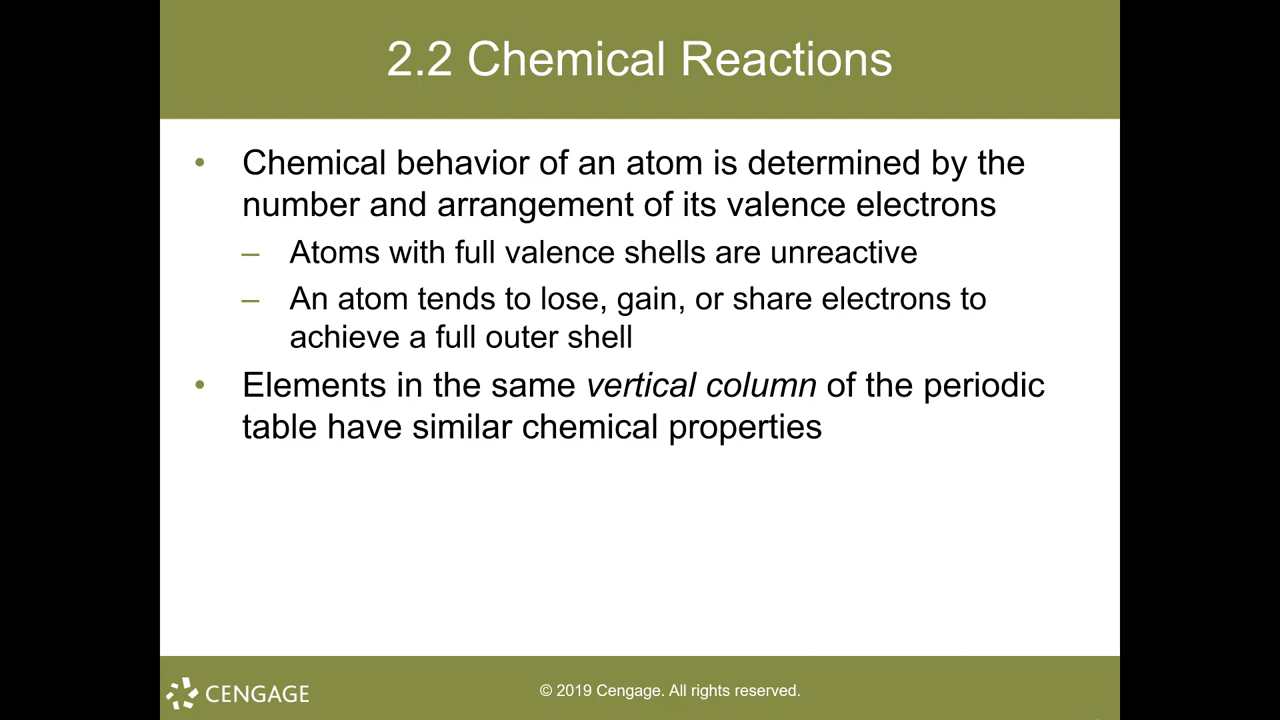 2.2 Chemical Reactions
• Chemical behavior of an atom is determined by the
number and arrangement of its valence electrons
– Atoms with full valence shells are unreactive
– An atom tends to lose, gain, or share electrons to
achieve a full outer shell
• Elements in the same vertical column of the periodic
table have similar chemical properties
CENGAGE
© 2019 Cengage. All rights reserved.